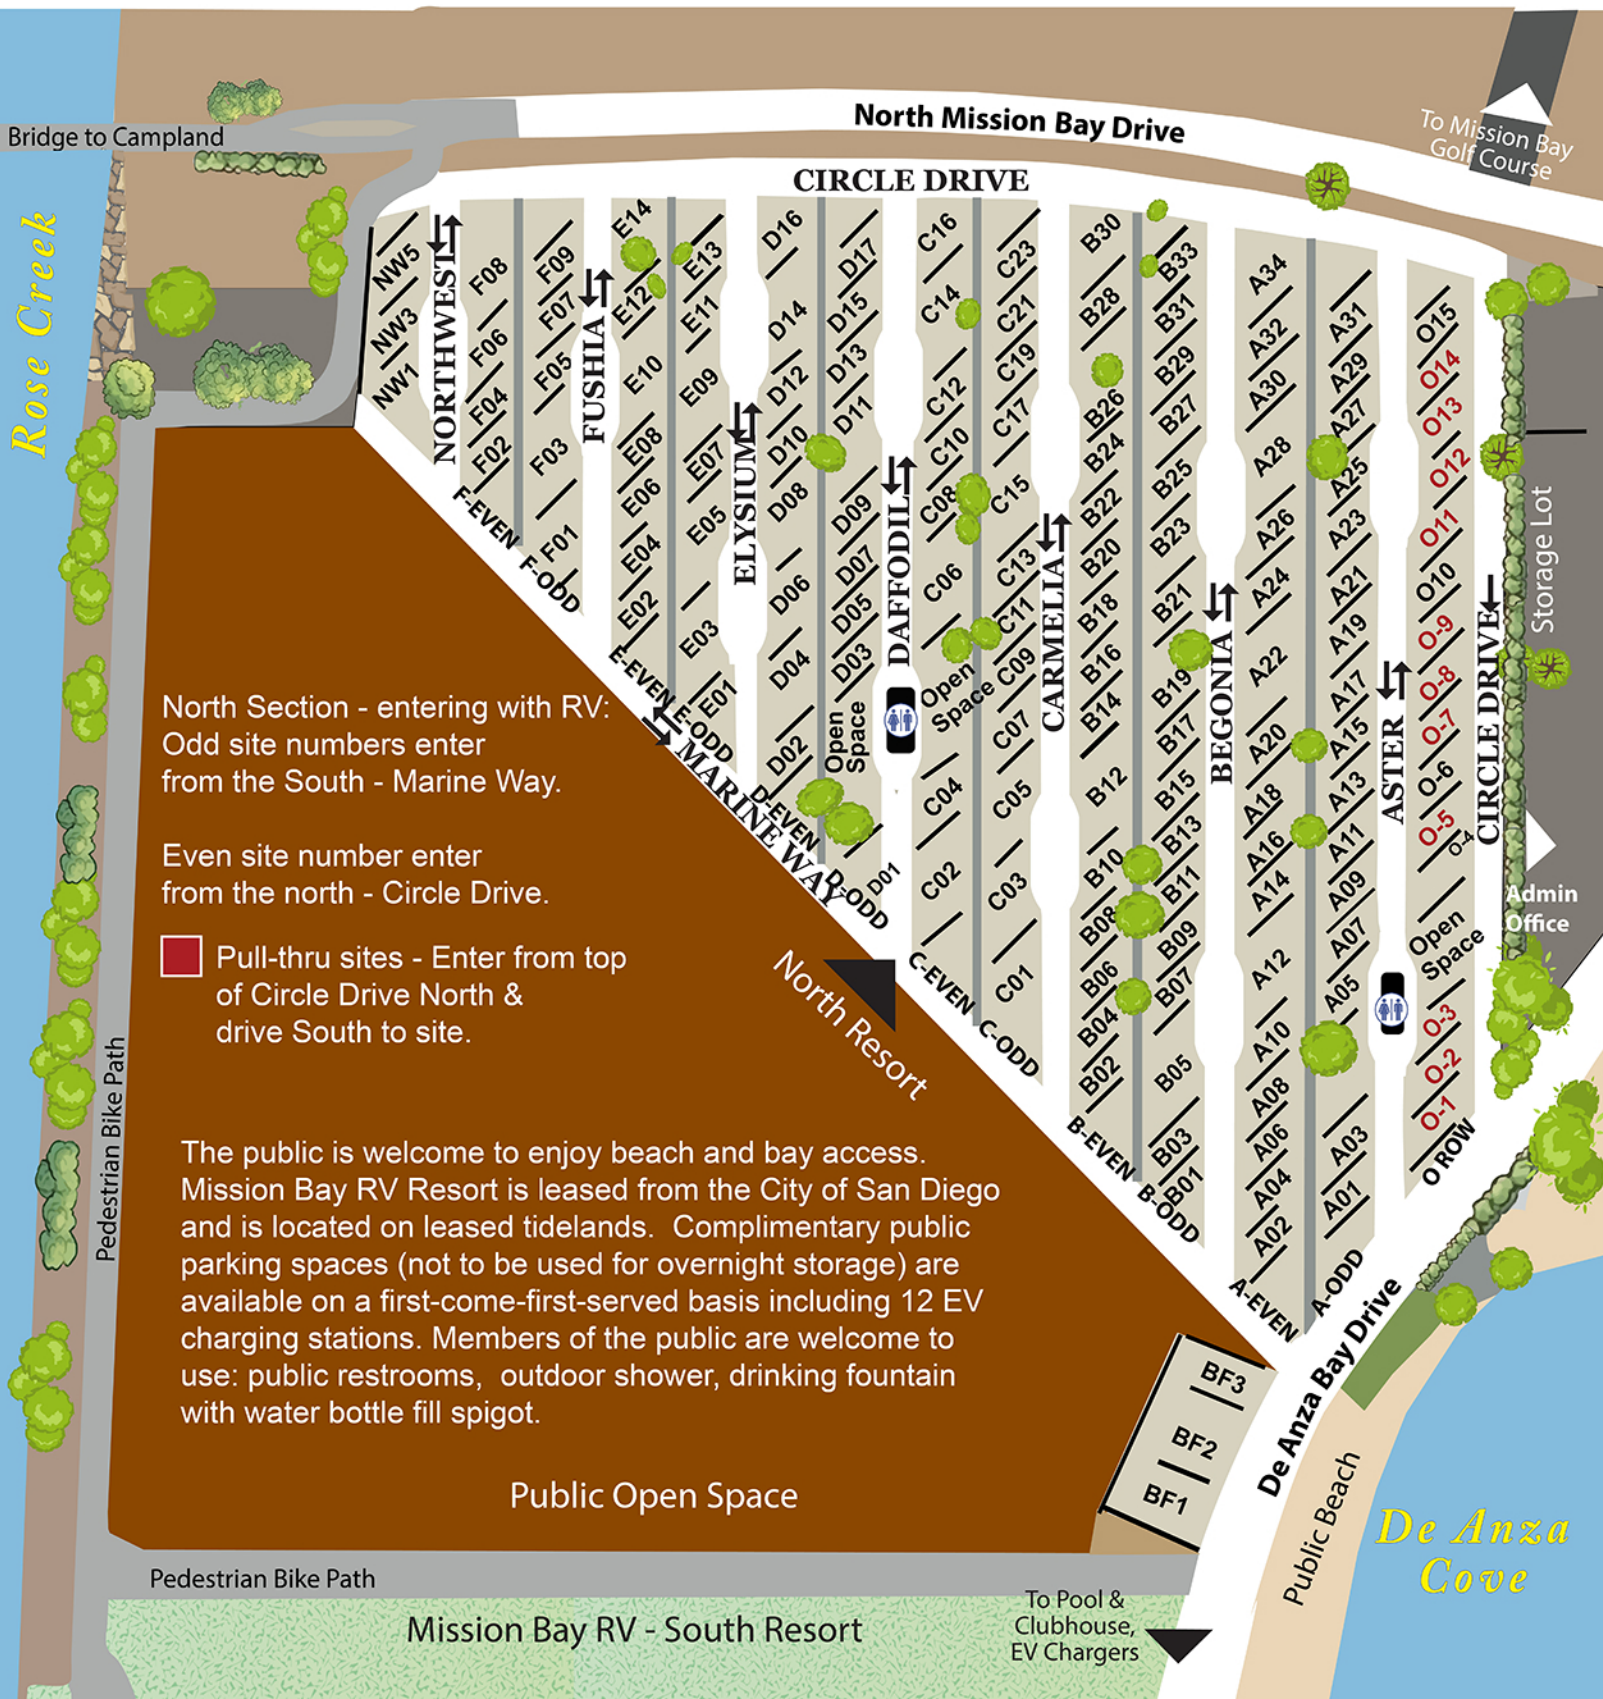 North Mission Bay Drive
To Mission Bay
Golf Course
Bridge to Campland
CIRCLE DRIVE
Rose Creek
NW5
NW3
NW1
NORTHWEST
F08
F06
F04
F02
F-EVEN
F09
F07
F05
F03
F01
F-ODD
FUSHIA
E14
E12
E10
E08
E06
E04
E02
E-EVEN
E13
E11
E09
E07
E05
E03
E01
E-ODD
ELYSIUM
D16
D14
D12
D10
D08
D06
D04
D02
D-EVEN
D17
D15
D13
D11
D09
D07
D05
D03
Open
Space
D01
D-ODD
DAFFODIL
C16
C14
C12
C10
C08
C06
Open
Space
C04
C02
C-EVEN
C23
C21
C19
C17
C15
C13
C11
C09
C07
C05
C03
C01
C-ODD
CARMELIA
B30
B28
B26
B24
B22
B20
B18
B16
B14
B12
B10
B08
B06
B04
B02
B-EVEN
B33
B31
B29
B27
B25
B23
B21
B19
B17
B15
B13
B11
B09
B07
B05
B03
B01
B-ODD
BEGONIA
A34
A32
A30
A28
A26
A24
A22
A20
A18
A16
A14
A12
A10
A08
A06
A04
A02
A-EVEN
A31
A29
A27
A25
A23
A21
A19
A17
A15
A13
A11
A09
A07
A05
A03
A01
A-ODD
ASTER
O15
O14
O13
O12
O11
O10
O-9
O-8
O-7
O-6
O-5
O-4
Open
Space
O-3
O-2
O-1
O ROW
CIRCLE DRIVE
Storage Lot
Admin
Office
MARINE WAY
North Resort
North Section - entering with RV:
Odd site numbers enter
from the South - Marine Way.
Even site number enter
from the north - Circle Drive.
Pull-thru sites - Enter from top
of Circle Drive North &
drive South to site.
The public is welcome to enjoy beach and bay access.
Mission Bay RV Resort is leased from the City of San Diego
and is located on leased tidelands. Complimentary public
parking spaces (not to be used for overnight storage) are
available on a first-come-first-served basis including 12 EV
charging stations. Members of the public are welcome to
use: public restrooms, outdoor shower, drinking fountain
with water bottle fill spigot.
Public Open Space
Pedestrian Bike Path
BF3
BF2
BF1
De Anza Bay Drive
Public Beach
De Anza
Cove
Pedestrian Bike Path
Mission Bay RV - South Resort
To Pool &
Clubhouse,
EV Chargers